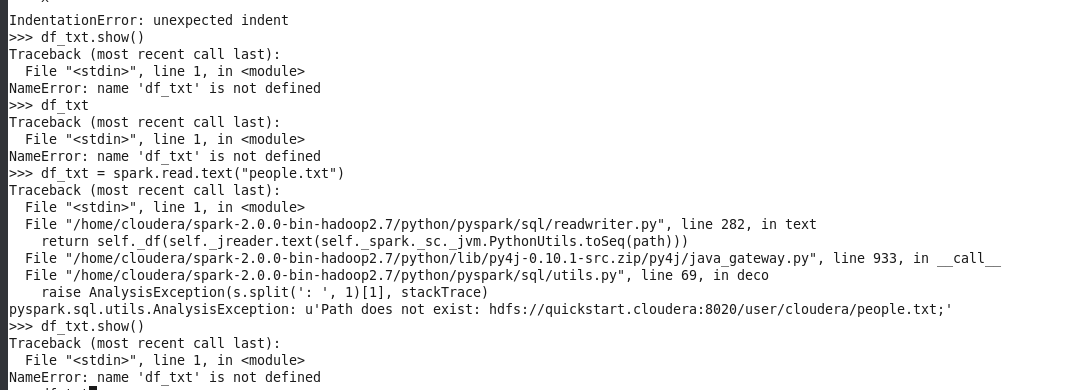 IndentationError: unexpected indent
>>> df_txt.show()
Traceback (most recent call last):
  File "<stdin>", line 1, in <module>
NameError: name 'df_txt' is not defined
>>> df_txt
Traceback (most recent call last):
  File "<stdin>", line 1, in <module>
NameError: name 'df_txt' is not defined
>>> df_txt = spark.read.text("people.txt")
Traceback (most recent call last):
  File "<stdin>", line 1, in <module>
  File "/home/cloudera/spark-2.0.0-bin-hadoop2.7/python/pyspark/sql/readwriter.py", line 282, in text
    return self._df(self._jreader.text(self._spark._sc._jvm.PythonUtils.toSeq(path)))
  File "/home/cloudera/spark-2.0.0-bin-hadoop2.7/python/lib/py4j-0.10.1-src.zip/py4j/java_gateway.py", line 933, in __call__
  File "/home/cloudera/spark-2.0.0-bin-hadoop2.7/python/pyspark/sql/utils.py", line 69, in deco
    raise AnalysisException(s.split(': ', 1)[1], stackTrace)
pyspark.sql.utils.AnalysisException: u'Path does not exist: hdfs://quickstart.cloudera:8020/user/cloudera/people.txt;'
>>> df_txt.show()
Traceback (most recent call last):
  File "<stdin>", line 1, in <module>
NameError: name 'df_txt' is not defined